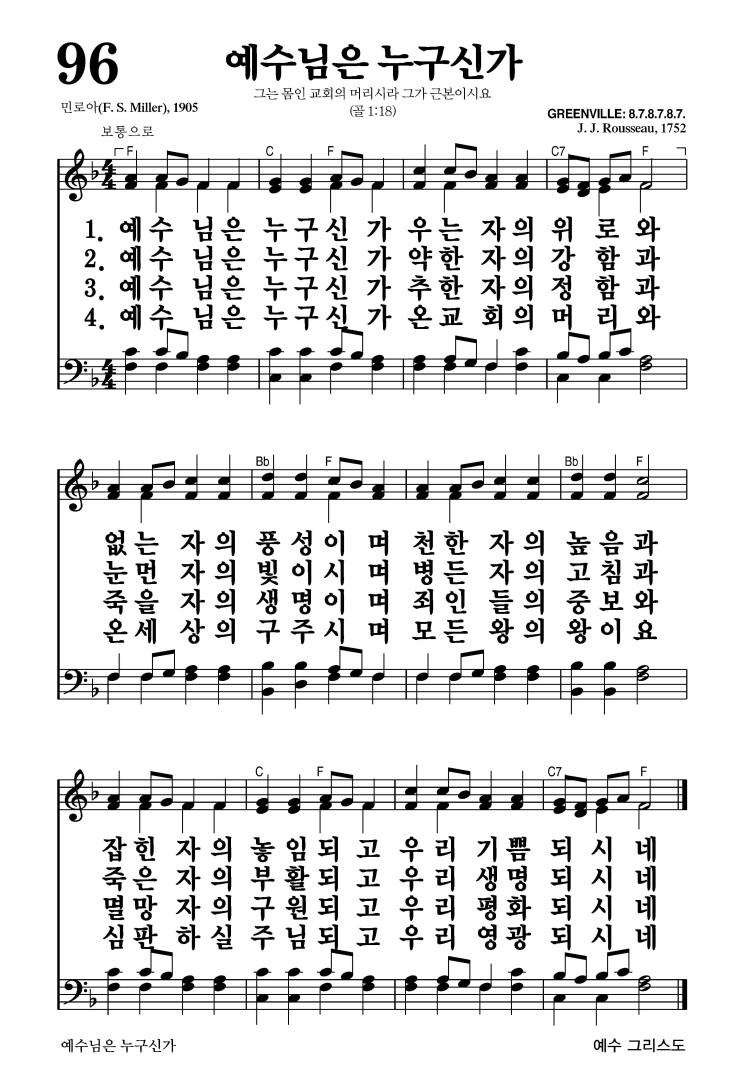 96
예수님은 누구신가
그는 몸인 교회의 머리시라 그가 근본이시요
(골 1:18)
민로아(F. S. Miller), 1905
GREENVILLE: 8.7.8.7.8.7.
J. J. Rousseau, 1752
보통으로
F C F C7 F
1. 예수 님은 누구신 가 우는 자의 위 로 와
2. 예수 님은 누구신 가 약한 자의 강 함 과
3. 예수 님은 누구신 가 추한 자의 정 함 과
4. 예수 님은 누구신 가 온교 회의 머 리 와
Bb F Bb F
없는 자의 풍성이 며 천한 자의 높음과
눈먼 자의 빛이시 며 병든 자의 고침과
죽을 자의 생명이 며 죄인 들의 중보와
온세 상의 구주시 며 모든 왕의 왕이요
C F C7 F
잡힌 자의 놓임되 고 우리 기쁨 되 시 네
죽은 자의 부활되 고 우리 생명 되 시 네
멸망 자의 구원되 고 우리 평화 되 시 네
심판 하실 주님되 고 우리 영광 되 시 네
예수님은 누구신가
예수 그리스도